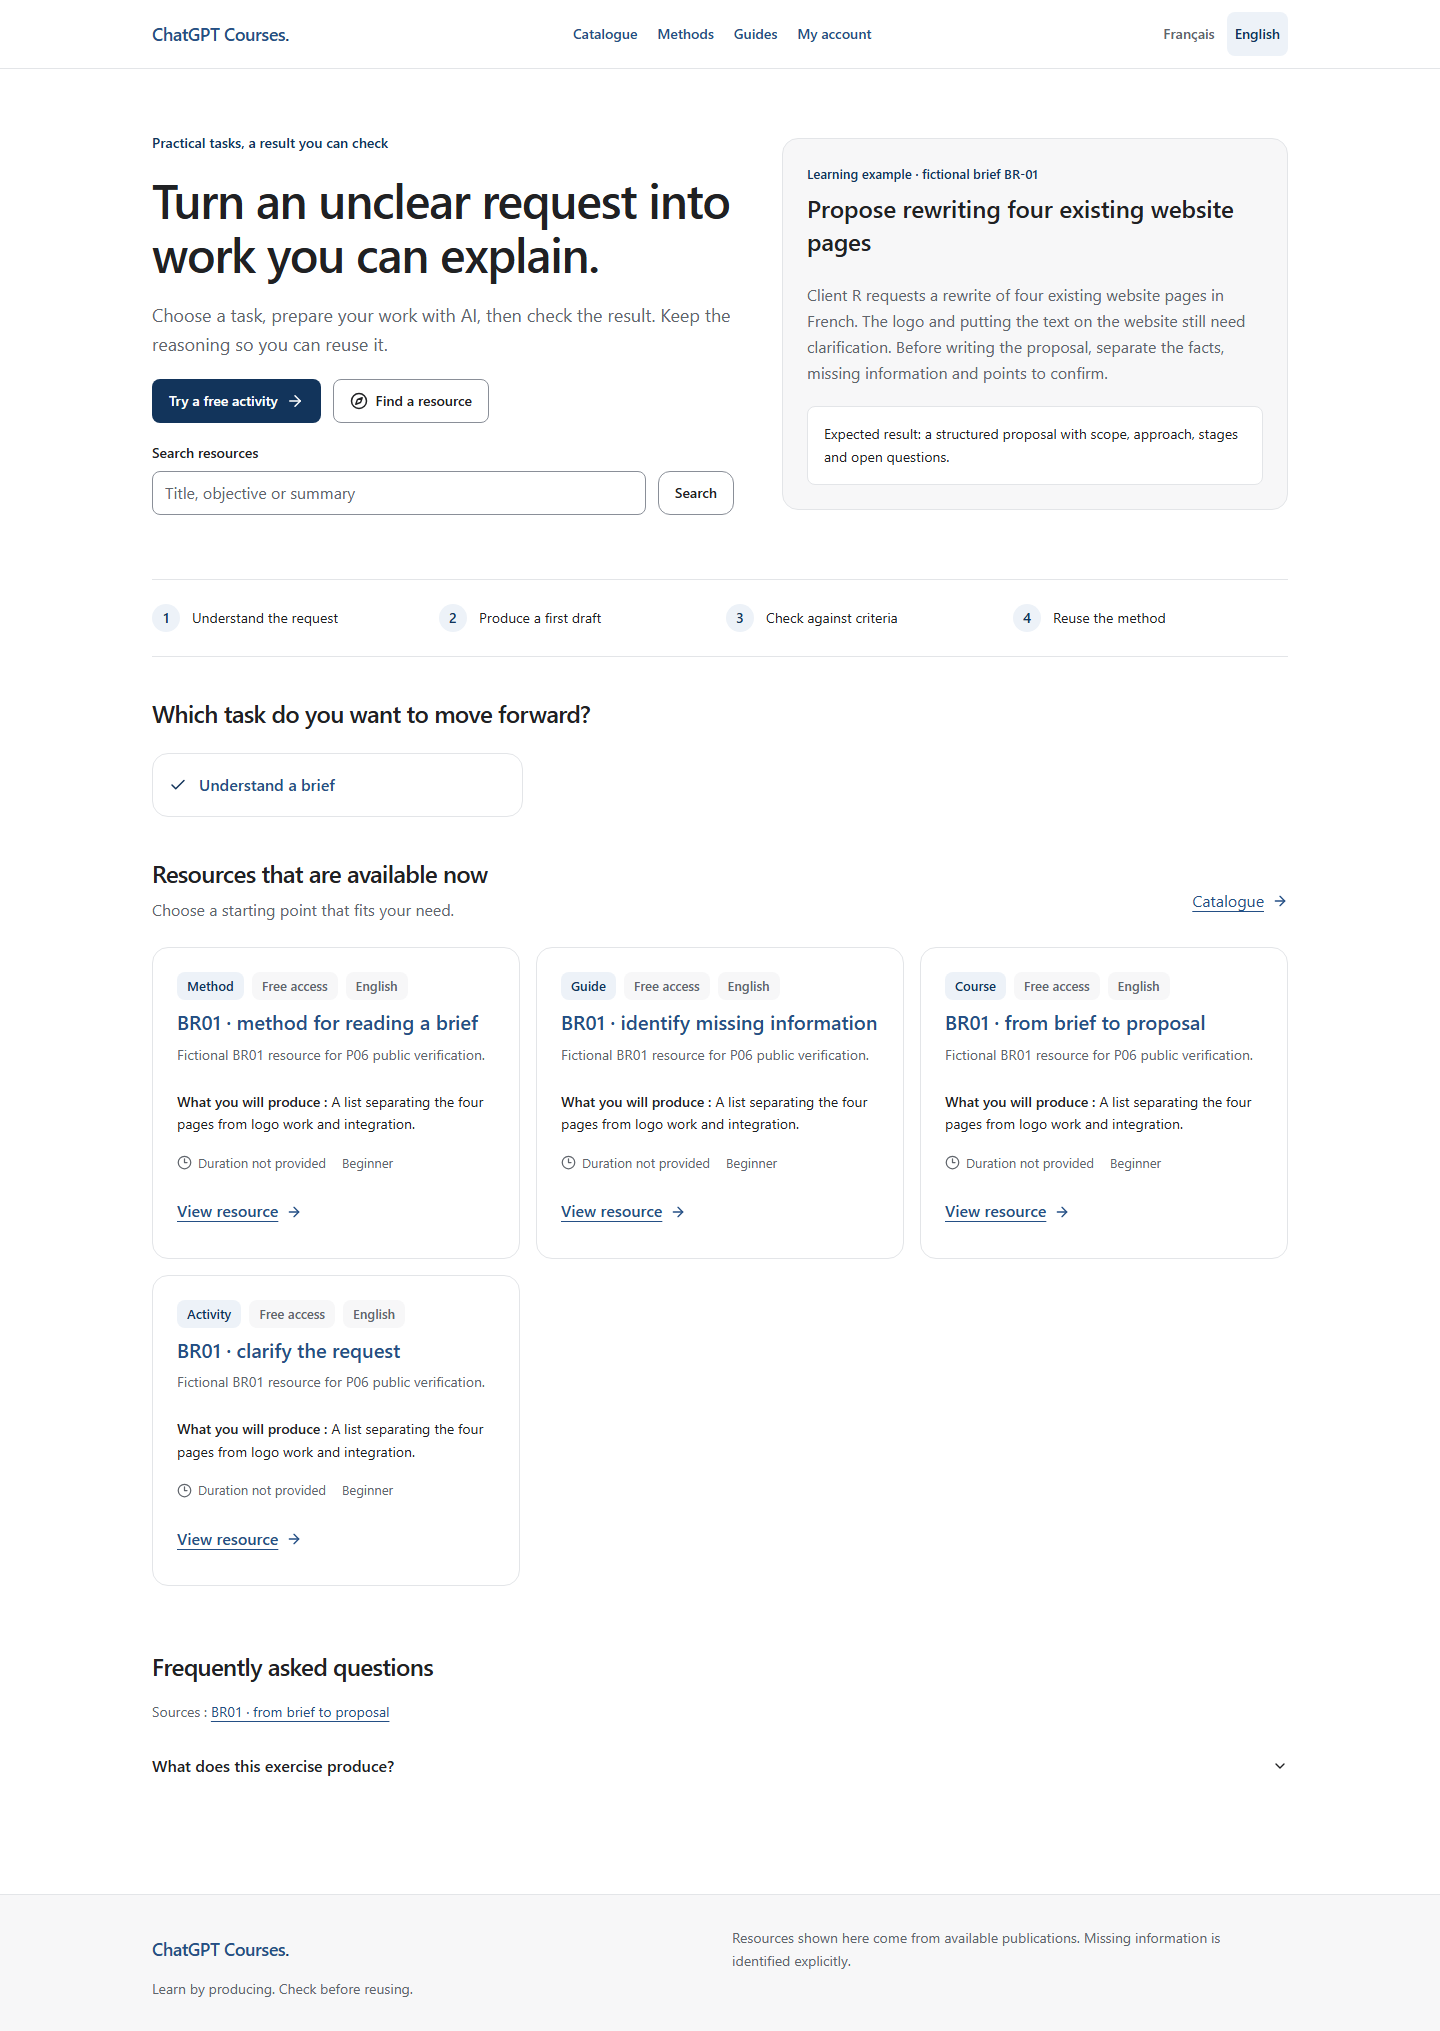 ChatGPT Courses.
Catalogue Methods Guides My account
Français English
Practical tasks, a result you can check
Turn an unclear request into
work you can explain.
Choose a task, prepare your work with AI, then check the result. Keep the
reasoning so you can reuse it.
Try a free activity
Find a resource
Search resources
Title, objective or summary
Search
Learning example · fictional brief BR-01
Propose rewriting four existing website
pages
Client R requests a rewrite of four existing website pages in
French. The logo and putting the text on the website still need
clarification. Before writing the proposal, separate the facts,
missing information and points to confirm.
Expected result: a structured proposal with scope, approach, stages
and open questions.
1 Understand the request
2 Produce a first draft
3 Check against criteria
4 Reuse the method
Which task do you want to move forward?
Understand a brief
Resources that are available now
Choose a starting point that fits your need.
Catalogue
Method Free access English
BR01 · method for reading a brief
Fictional BR01 resource for P06 public verification.
What you will produce : A list separating the four
pages from logo work and integration.
Duration not provided Beginner
View resource
Guide Free access English
BR01 · identify missing information
Fictional BR01 resource for P06 public verification.
What you will produce : A list separating the four
pages from logo work and integration.
Duration not provided Beginner
View resource
Course Free access English
BR01 · from brief to proposal
Fictional BR01 resource for P06 public verification.
What you will produce : A list separating the four
pages from logo work and integration.
Duration not provided Beginner
View resource
Activity Free access English
BR01 · clarify the request
Fictional BR01 resource for P06 public verification.
What you will produce : A list separating the four
pages from logo work and integration.
Duration not provided Beginner
View resource
Frequently asked questions
Sources : BR01 · from brief to proposal
What does this exercise produce?
ChatGPT Courses.
Learn by producing. Check before reusing.
Resources shown here come from available publications. Missing information is
identified explicitly.